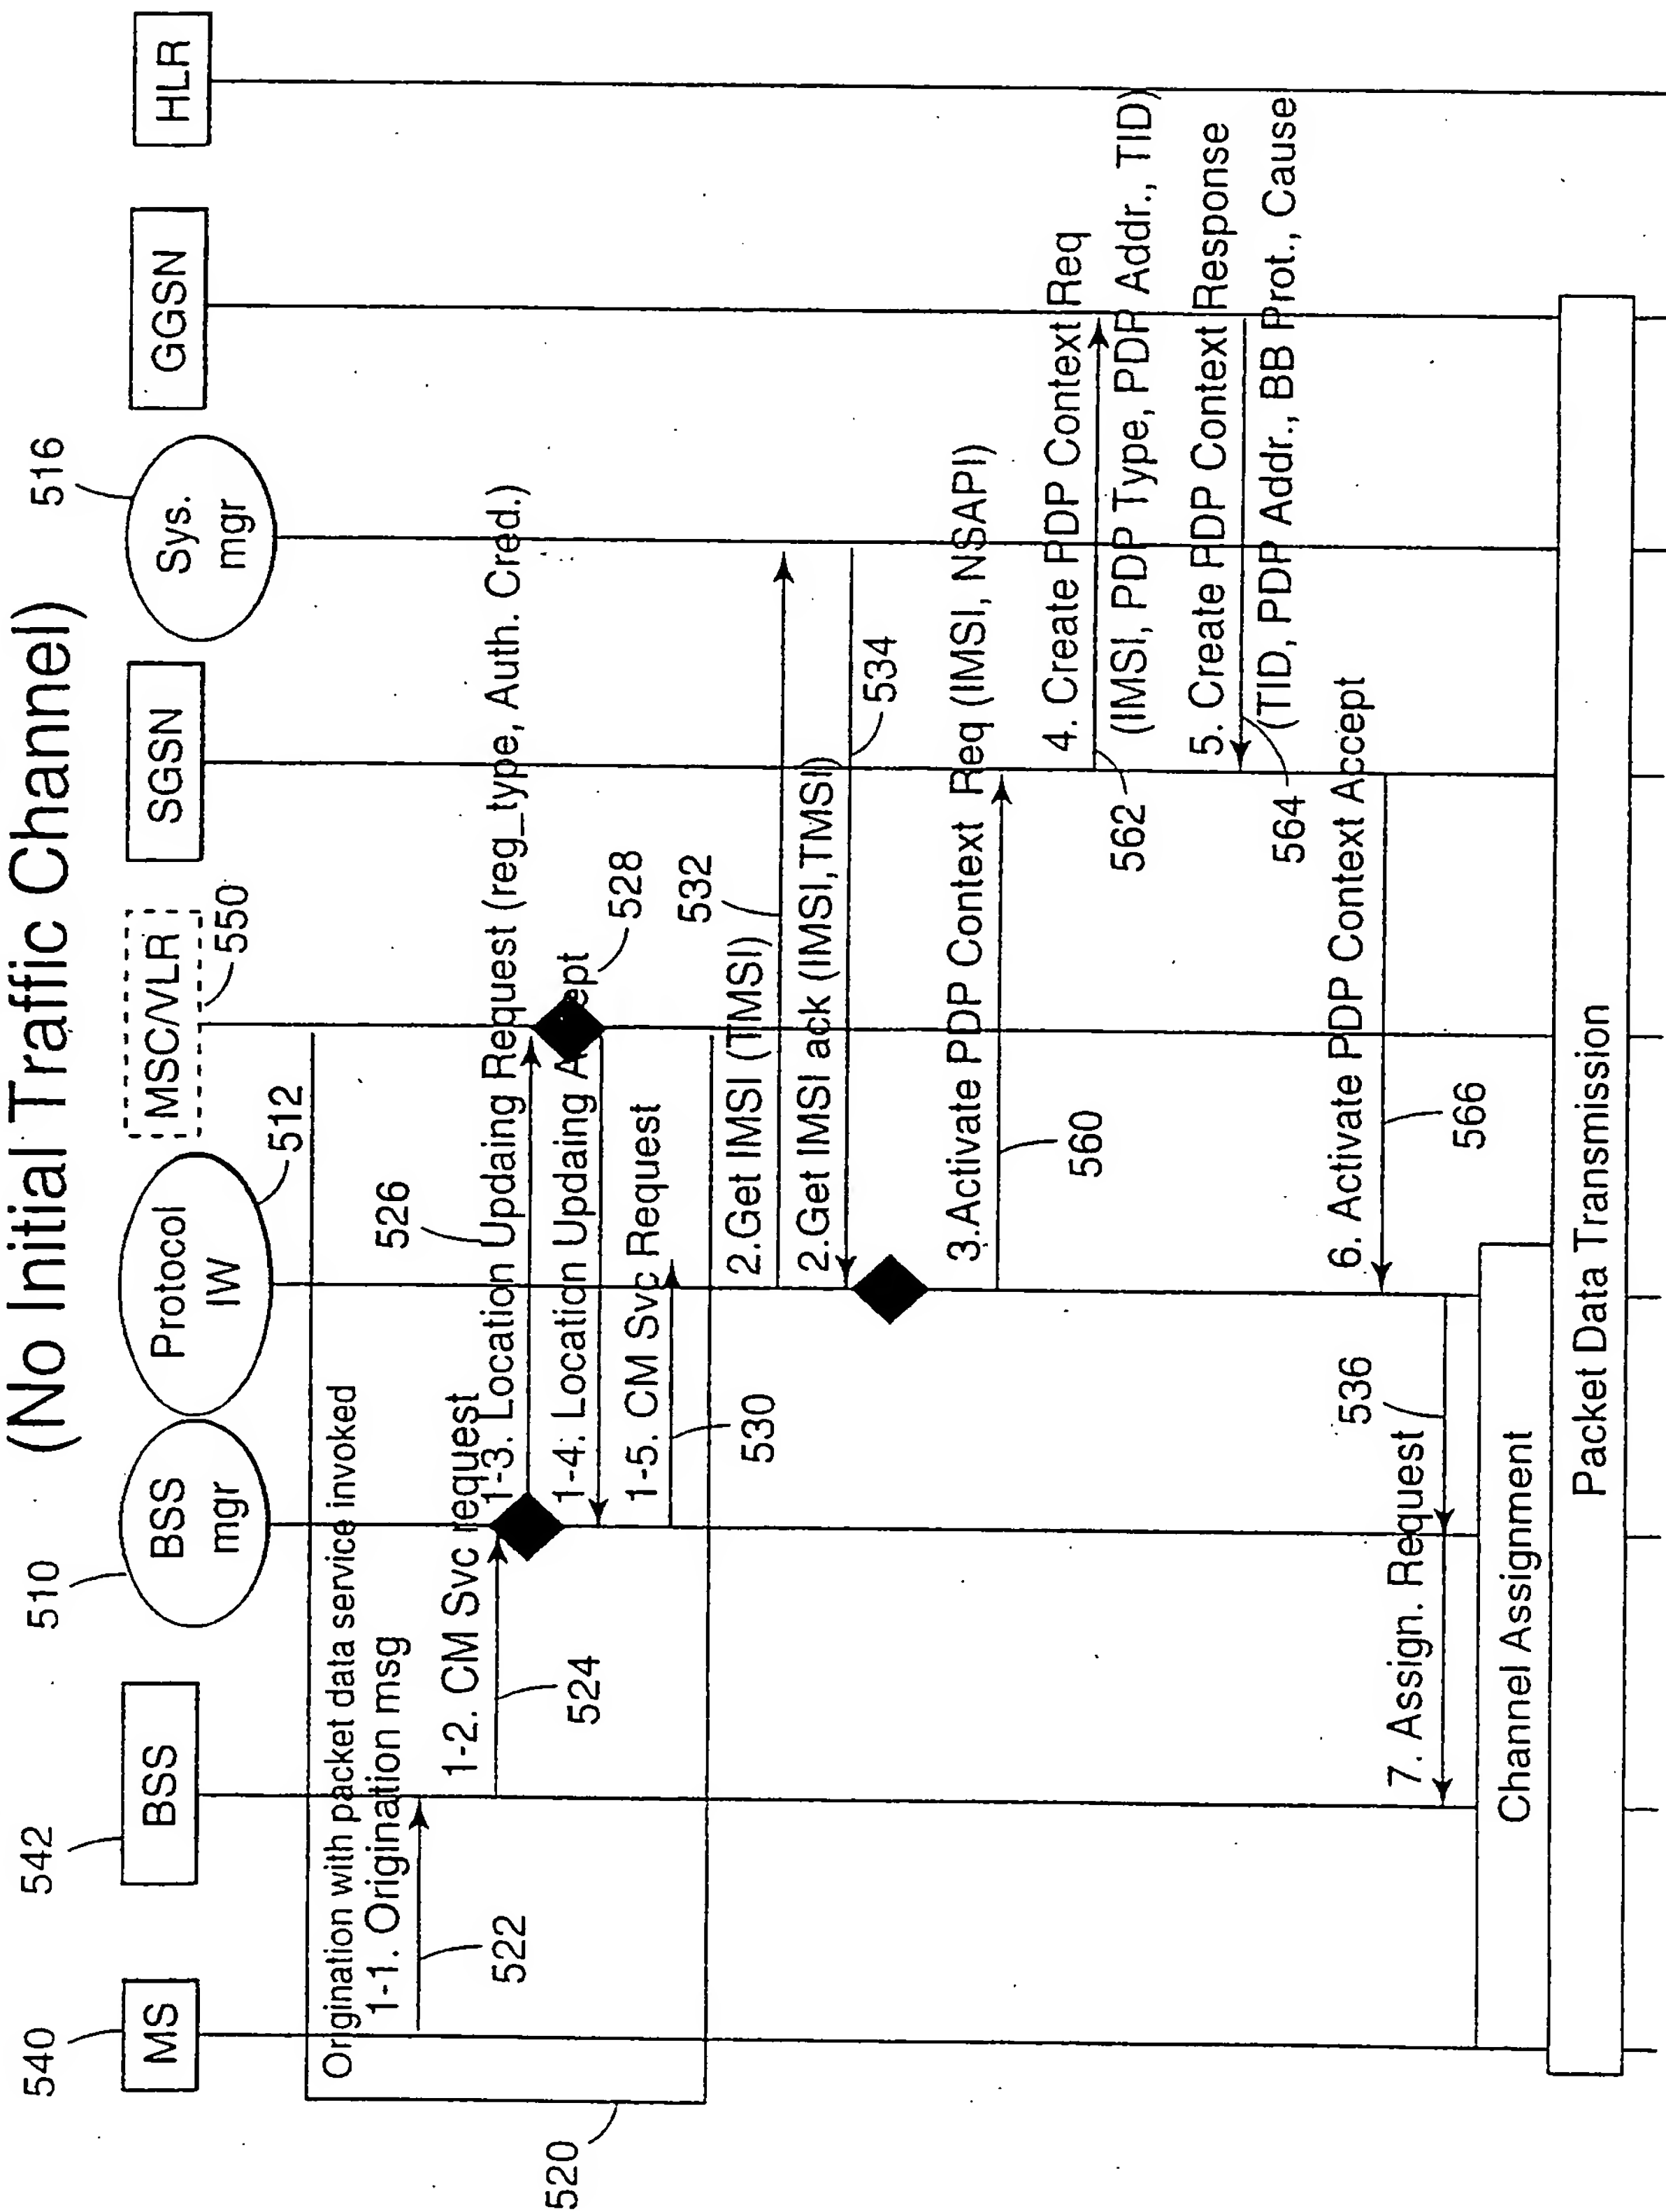 (No Initial Traffic Channel)
540
542
510
516
MS
BSS
BSS
mgr
Protocol
IW
512
MSC/VLR
550
SGSN
Sys.
mgr
GGSN
HLR
520
Origination with packet data service invoked
1-1. Origination msg
522
1-2. CM Svc request
524
526
1-3. Location Updaing Request (reg_type, Auth. Cred.)
1-4. Location Updaing A ept
528
1-5. CM Svc Request
530
2.Get IMSI (TMSI)
532
2.Get IMSI ack (IMSI,TMSI)
534
3.Activate PDP Context Req (IMSI, NSAPI)
560
4. Create PDP Context Req
562
(IMSI, PDP Type, PDP Addr., TID)
5. Create PDP Context Response
564
(TID, PDP Addr., BB Prot., Cause
6. Activate PDP Context Accept
566
7. Assign. Request
536
Channel Assignment
Packet Data Transmission